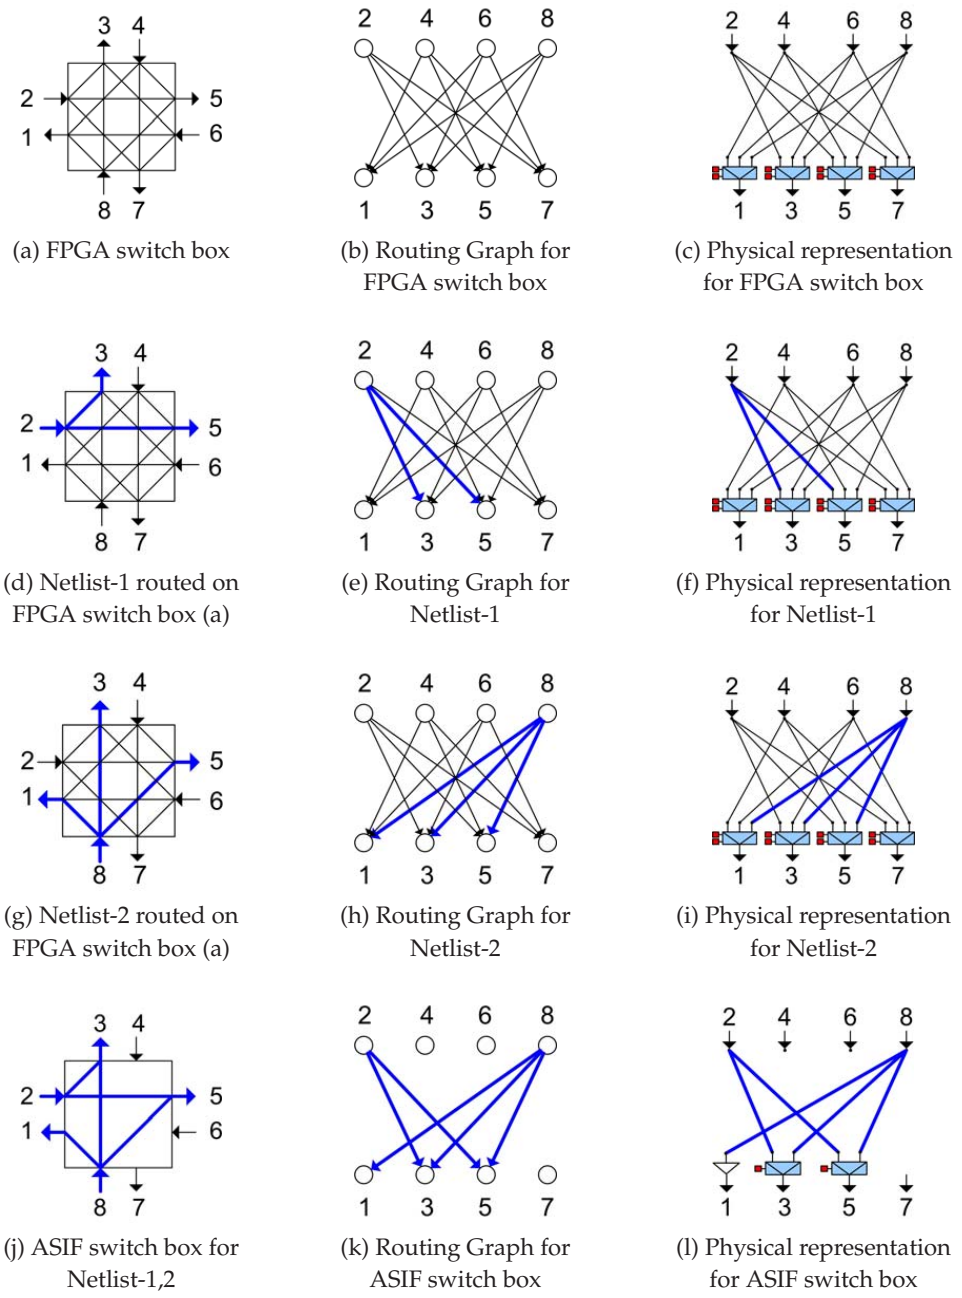 3 4 2 4 6 8 2 4 6 8
2 5
1 6
8 7 1 3 5 7 1 3 5 7
(a) FPGA switch box
(b) Routing Graph for
FPGA switch box
(c) Physical representation
for FPGA switch box
3 4 2 4 6 8 2 4 6 8
2 5
1 6
8 7 1 3 5 7 1 3 5 7
(d) Netlist-1 routed on
FPGA switch box (a)
(e) Routing Graph for
Netlist-1
(f) Physical representation
for Netlist-1
3 4 2 4 6 8 2 4 6 8
2 5
1 6
8 7 1 3 5 7 1 3 5 7
(g) Netlist-2 routed on
FPGA switch box (a)
(h) Routing Graph for
Netlist-2
(i) Physical representation
for Netlist-2
3 4 2 4 6 8 2 4 6 8
2 5
1 6
8 7 1 3 5 7 1 3 5 7
(j) ASIF switch box for
Netlist-1,2
(k) Routing Graph for
ASIF switch box
(l) Physical representation
for ASIF switch box